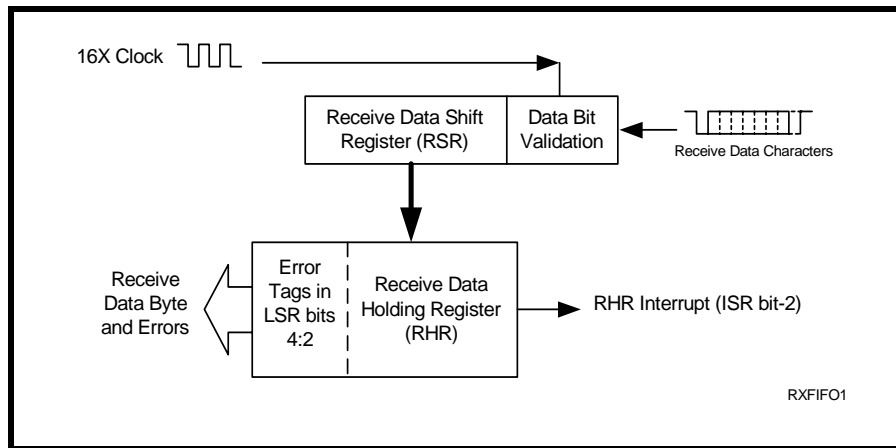 16X Clock
Receive Data Shift
Register (RSR)
Data Bit
Validation
Receive Data Characters
Receive
Data Byte
and Errors
Error
Tags in
LSR bits
4:2
Receive Data
Holding Register
(RHR)
RHR Interrupt (ISR bit-2)
RXFIFO1